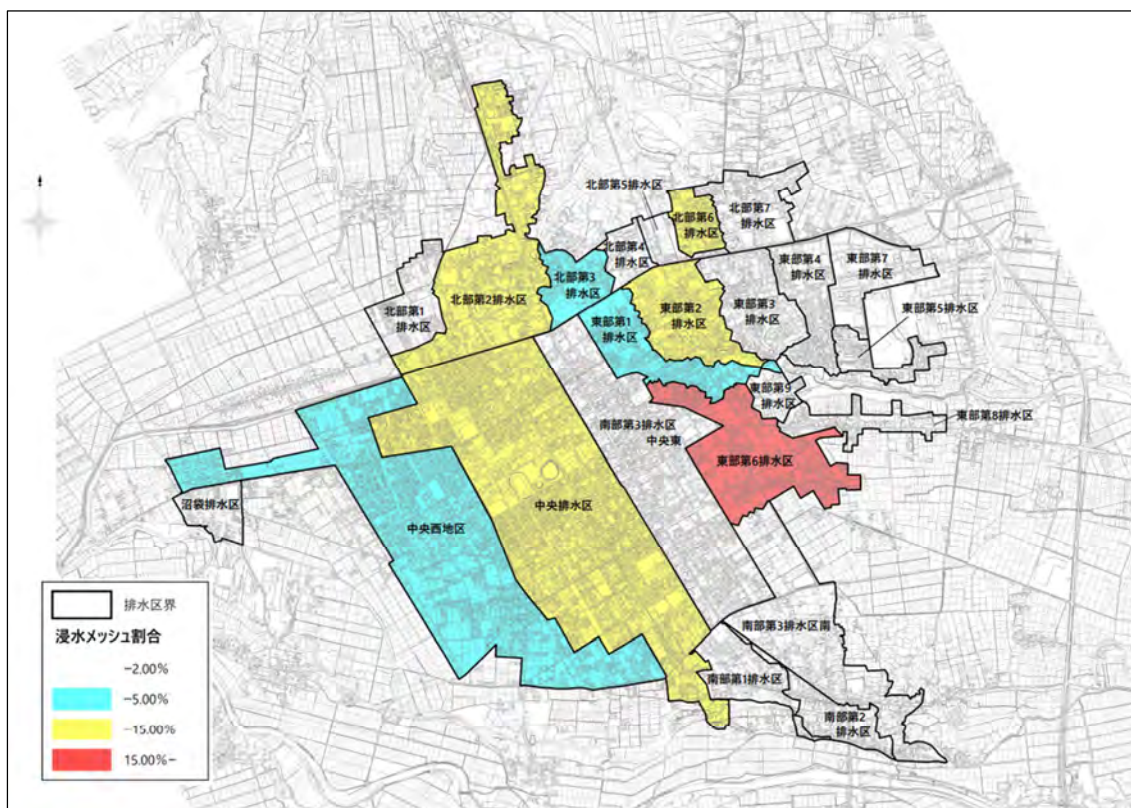 北部第5排水区
北部第6
排水区
北部第7
排水区
北部第4
排水区
東部第4
排水区
東部第7
排水区
北部第3
排水区
北部第2排水区
北部第1
排水区
東部第2
排水区
東部第3
排水区
東部第5排水区
東部第1
排水区
東部第9
排水区
東部第8排水区
南部第3排水区
中央東
東部第6排水区
沼袋排水区
中央西地区
中央排水区
南部第3排水区南
南部第1排水区
南部第2
排水区
排水区界
浸水メッシュ割合
−2.00%
−5.00%
−15.00%
15.00%−